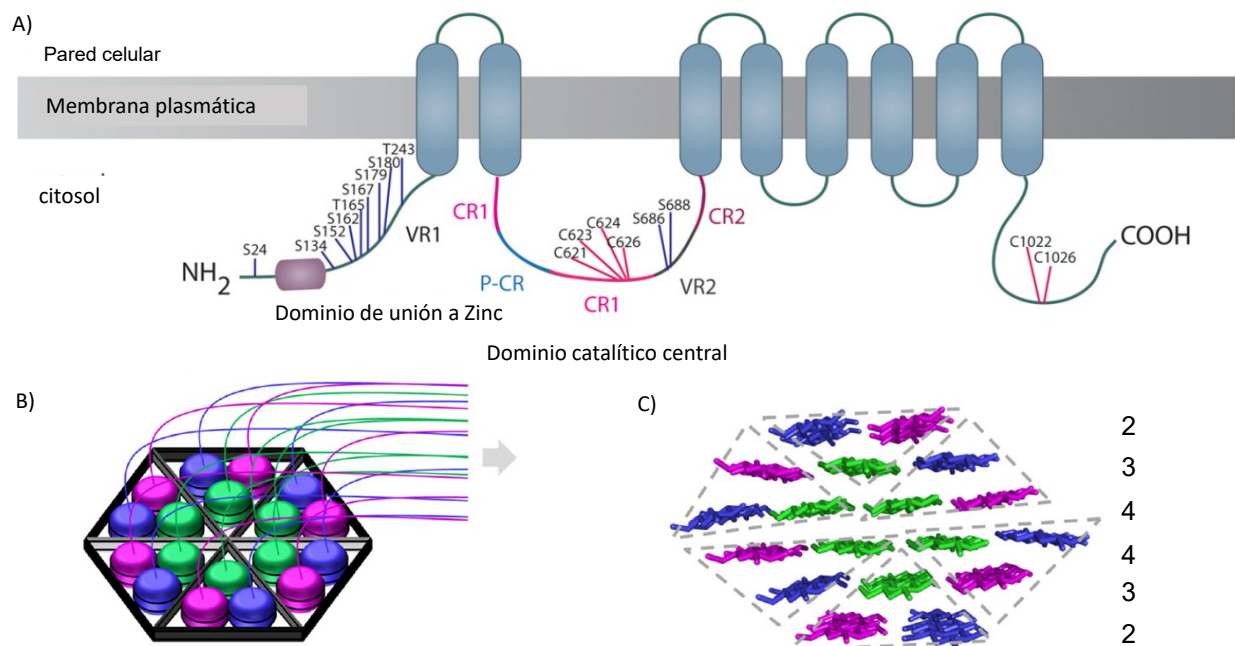 A)
Pared celular
Membrana plasmática
citosol
T243
S180
S179
S167
T165
S162
S152
S134
S24
NH2
VR1
CR1
P-CR
C624
C623
C626
C621
CR1
S688
S686
VR2
CR2
C1022
C1026
COOH
Dominio de unión a Zinc
Dominio catalítico central
B)
C)
2
3
4
4
3
2